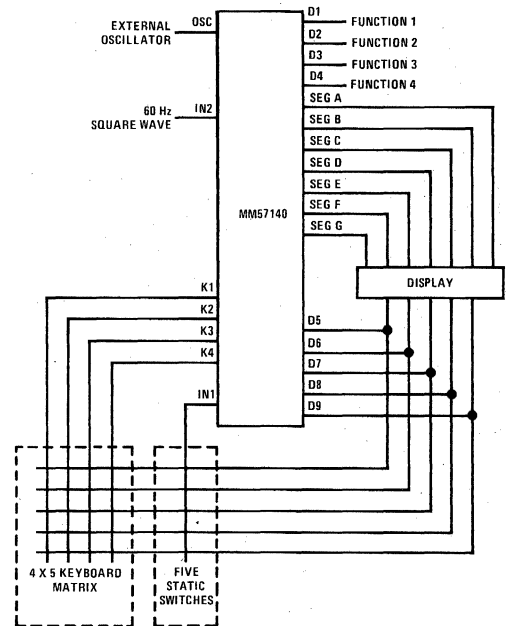 EXTERNAL
OSCILLATOR
OSC
60 Hz
SQUARE WAVE
IN2
MM57140
D1
FUNCTION 1
D2
FUNCTION 2
D3
FUNCTION 3
D4
FUNCTION 4
SEG A
SEG B
SEG C
SEG D
SEG E
SEG F
SEG G
DISPLAY
K1
K2
K3
K4
IN1
D5
D6
D7
D8
D9
4 X 5 KEYBOARD
MATRIX
FIVE
STATIC
SWITCHES